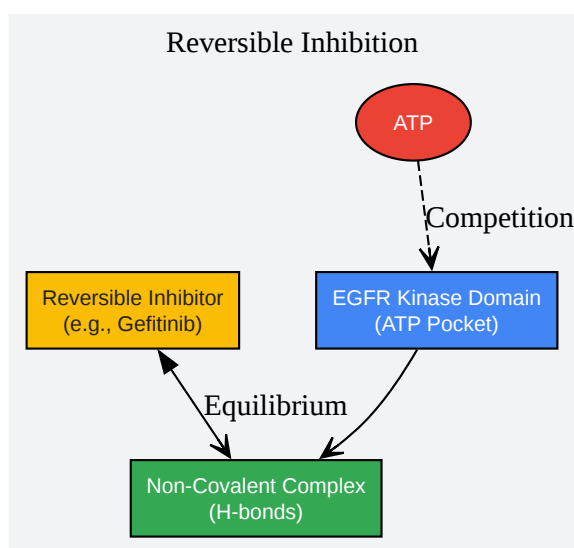 Reversible Inhibition
ATP
Competition
Reversible Inhibitor
(e.g., Gefitinib)
EGFR Kinase Domain
(ATP Pocket)
Equilibrium
Non-Covalent Complex
(H-bonds)